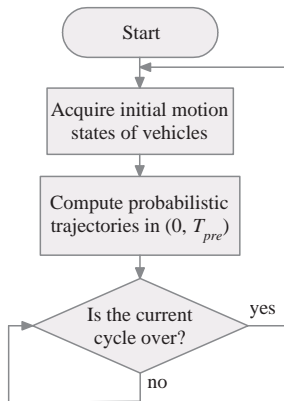 Start
Acquire initial motion
states of vehicles
Compute probabilistic
trajectories in (0, T_pre)
Is the current
cycle over?
yes
no